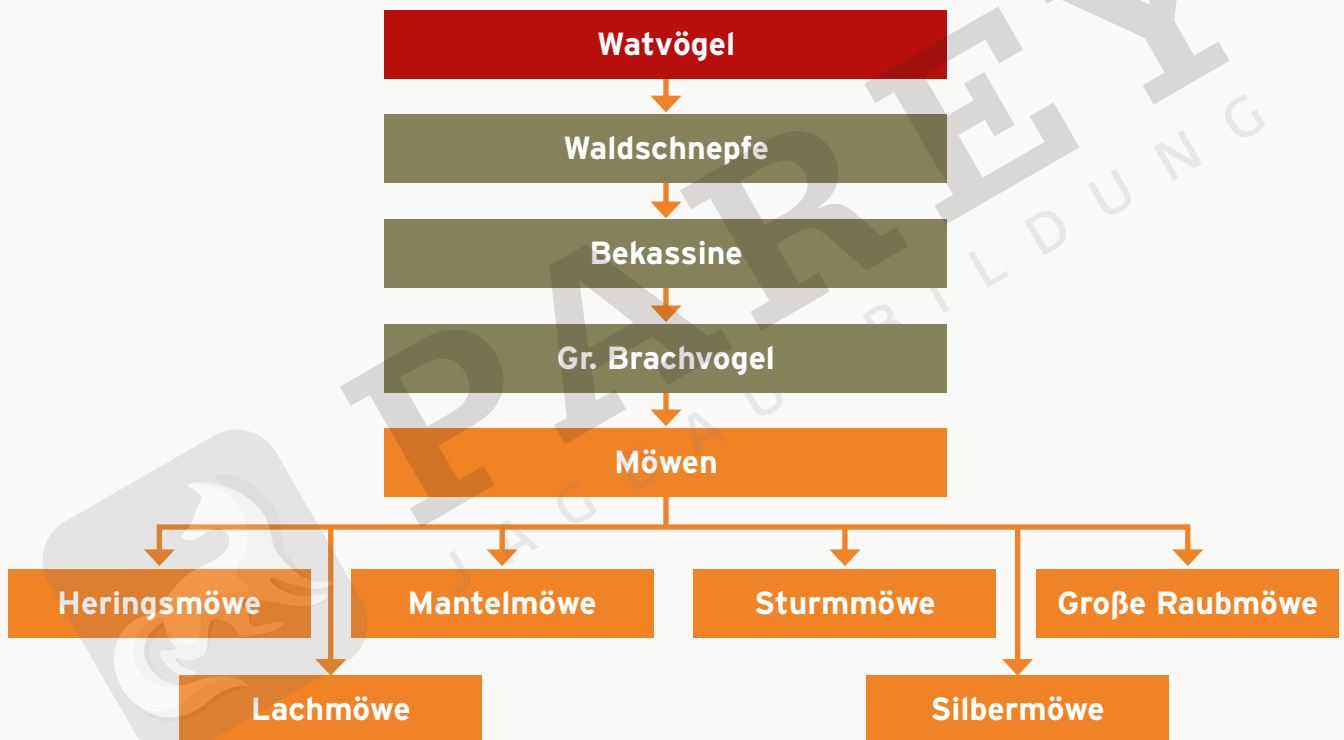 Watvögel
Waldschnepfe
Bekassine
Gr. Brachvogel
Möwen
Heringsmöwe
Mantelmöwe
Sturmmöwe
Große Raubmöwe
Lachmöwe
Silbermöwe
PAREY
JAGDAUSBILDUNG